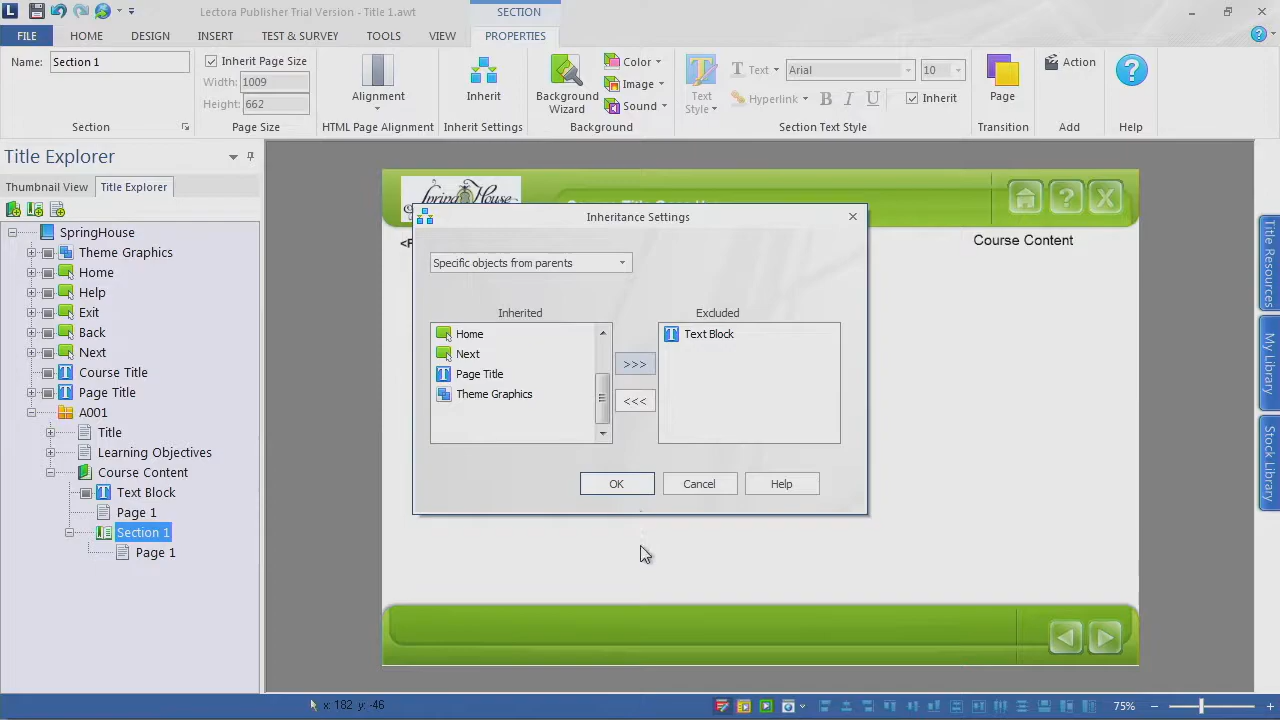 Lectora Publisher Trial Version - Title 1.awt
SECTION
FILE
HOME
DESIGN
INSERT
TEST & SURVEY
TOOLS
VIEW
PROPERTIES
Name: Section 1
Section
Inherit Page Size
Width: 1009
Height: 662
Page Size
Alignment
HTML Page Alignment
Inherit
Inherit Settings
Background
Wizard
Color
Image
Sound
Background
Text
Style
Text
Arial
10
Hyperlink
B I U
Inherit
Section Text Style
Page
Transition
Action
Add
Help
Help
Title Explorer
Thumbnail View
Title Explorer
SpringHouse
Theme Graphics
Home
Help
Exit
Back
Next
Course Title
Page Title
A001
Title
Learning Objectives
Course Content
Text Block
Page 1
Section 1
Page 1
Spring House
Course Content
Inheritance Settings
Specific objects from parents
Inherited
Home
Next
Page Title
Theme Graphics
>>>
<<<
Excluded
Text Block
OK
Cancel
Help
Title Resources
My Library
Stock Library
x: 182 y: -46
75%